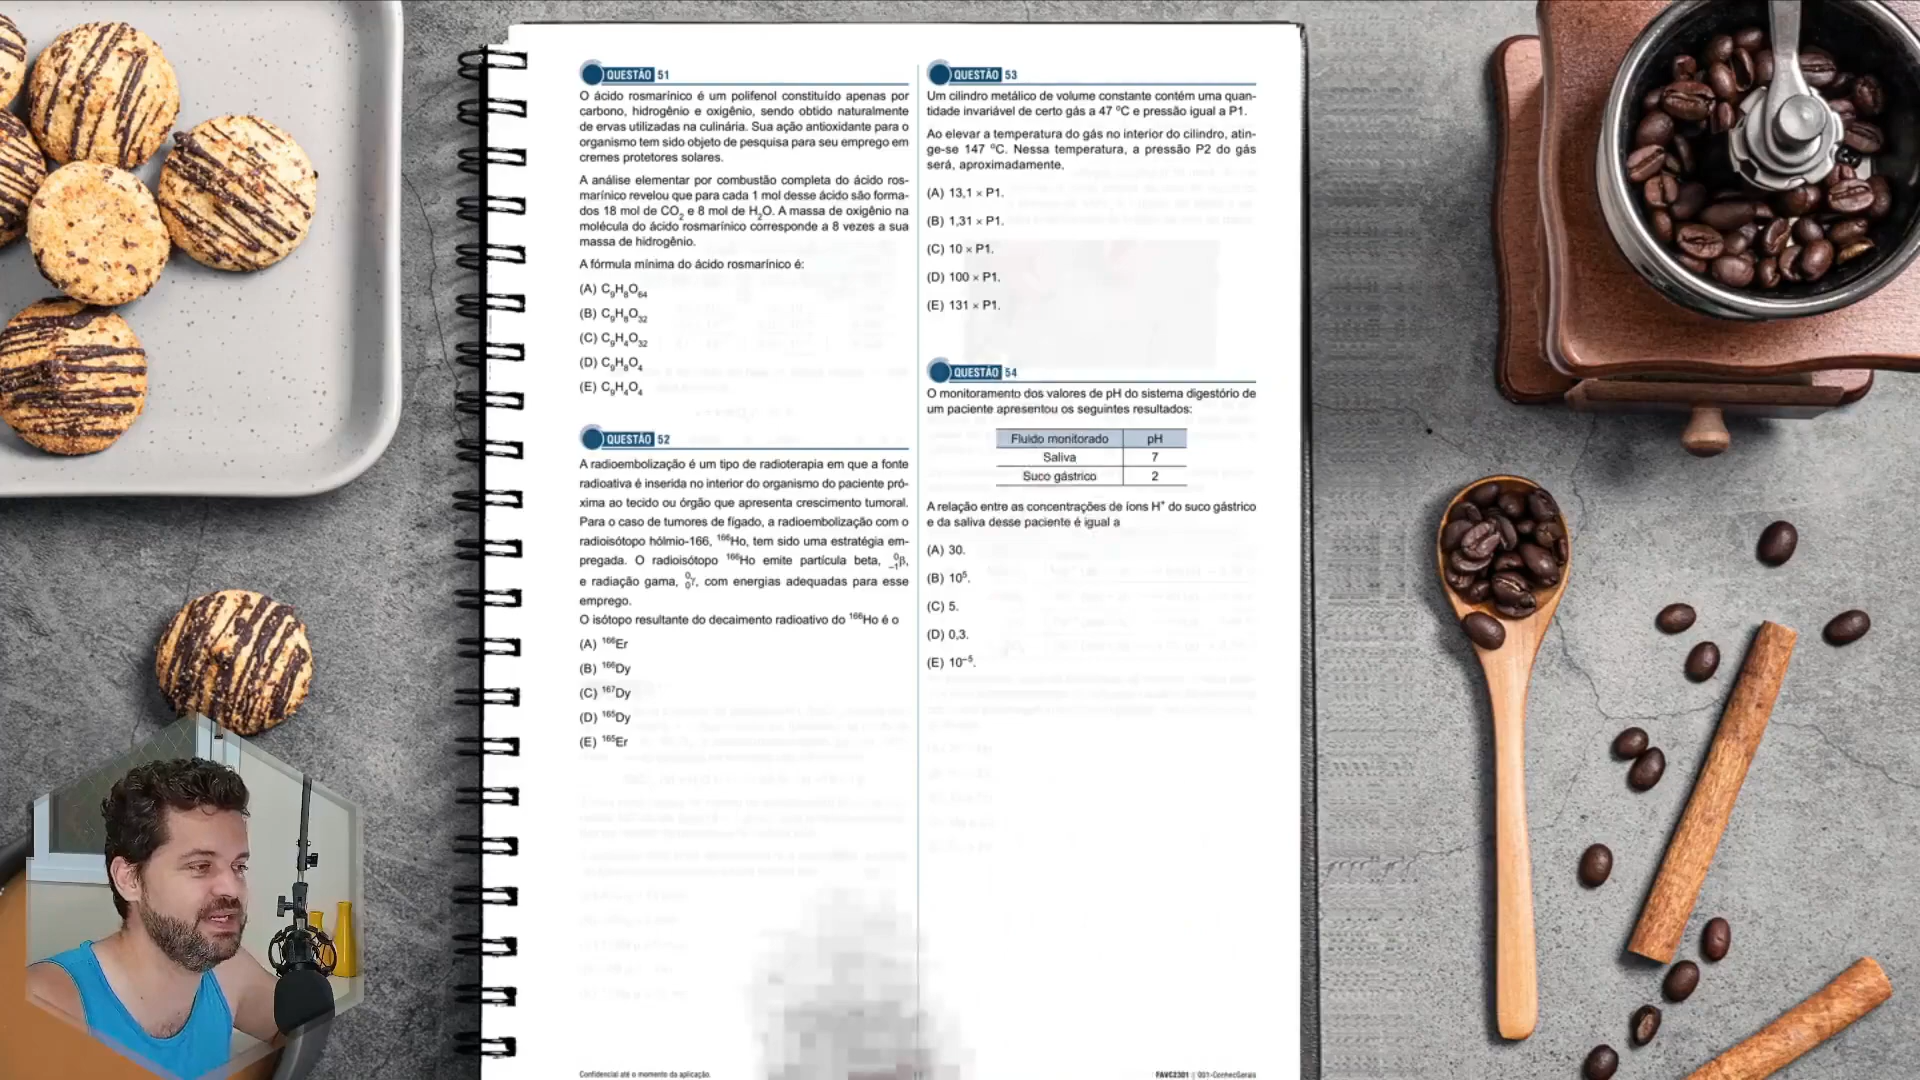 QUESTÃO 51
O ácido rosmarínico é um polifenol constituído apenas por
carbono, hidrogênio e oxigênio, sendo obtido naturalmente
de ervas utilizadas na culinária. Sua ação antioxidante para o
organismo tem sido objeto de pesquisa para seu emprego em
cremes protetores solares.
A análise elementar por combustão completa do ácido ros-
marínico revelou que para cada 1 mol desse ácido são forma-
dos 18 mol de CO₂ e 8 mol de H₂O. A massa de oxigênio na
molécula do ácido rosmarínico corresponde a 8 vezes a sua
massa de hidrogênio.
A fórmula mínima do ácido rosmarínico é:
(A) C₉H₈O₆₄
(B) C₉H₈O₃₂
(C) C₉H₄O₃₂
(D) C₉H₈O₄
(E) C₉H₄O₄
QUESTÃO 52
A radioembolização é um tipo de radioterapia em que a fonte
radioativa é inserida no interior do organismo do paciente pró-
xima ao tecido ou órgão que apresenta crescimento tumoral.
Para o caso de tumores de fígado, a radioembolização com o
radioisótopo hólmio-166, ¹⁶⁶Ho, tem sido uma estratégia em-
pregada. O radioisótopo ¹⁶⁶Ho emite partícula beta, ⁰₋₁β,
e radiação gama, ⁰₀γ, com energias adequadas para esse
emprego.
O isótopo resultante do decaimento radioativo do ¹⁶⁶Ho é o
(A) ¹⁶⁶Er
(B) ¹⁶⁶Dy
(C) ¹⁶⁷Dy
(D) ¹⁶⁵Dy
(E) ¹⁶⁵Er
Confidencial até o momento da aplicação.
QUESTÃO 53
Um cilindro metálico de volume constante contém uma quan-
tidade invariável de certo gás a 47 ºC e pressão igual a P1.
Ao elevar a temperatura do gás no interior do cilindro, atin-
ge-se 147 ºC. Nessa temperatura, a pressão P2 do gás
será, aproximadamente,
(A) 13,1 × P1.
(B) 1,31 × P1.
(C) 10 × P1.
(D) 100 × P1.
(E) 131 × P1.
QUESTÃO 54
O monitoramento dos valores de pH do sistema digestório de
um paciente apresentou os seguintes resultados:
Fluido monitorado pH
Saliva 7
Suco gástrico 2
A relação entre as concentrações de íons H⁺ do suco gástrico
e da saliva desse paciente é igual a
(A) 30.
(B) 10⁵.
(C) 5.
(D) 0,3.
(E) 10⁻⁵.
FAVC2301 | 001-ConhecGerais